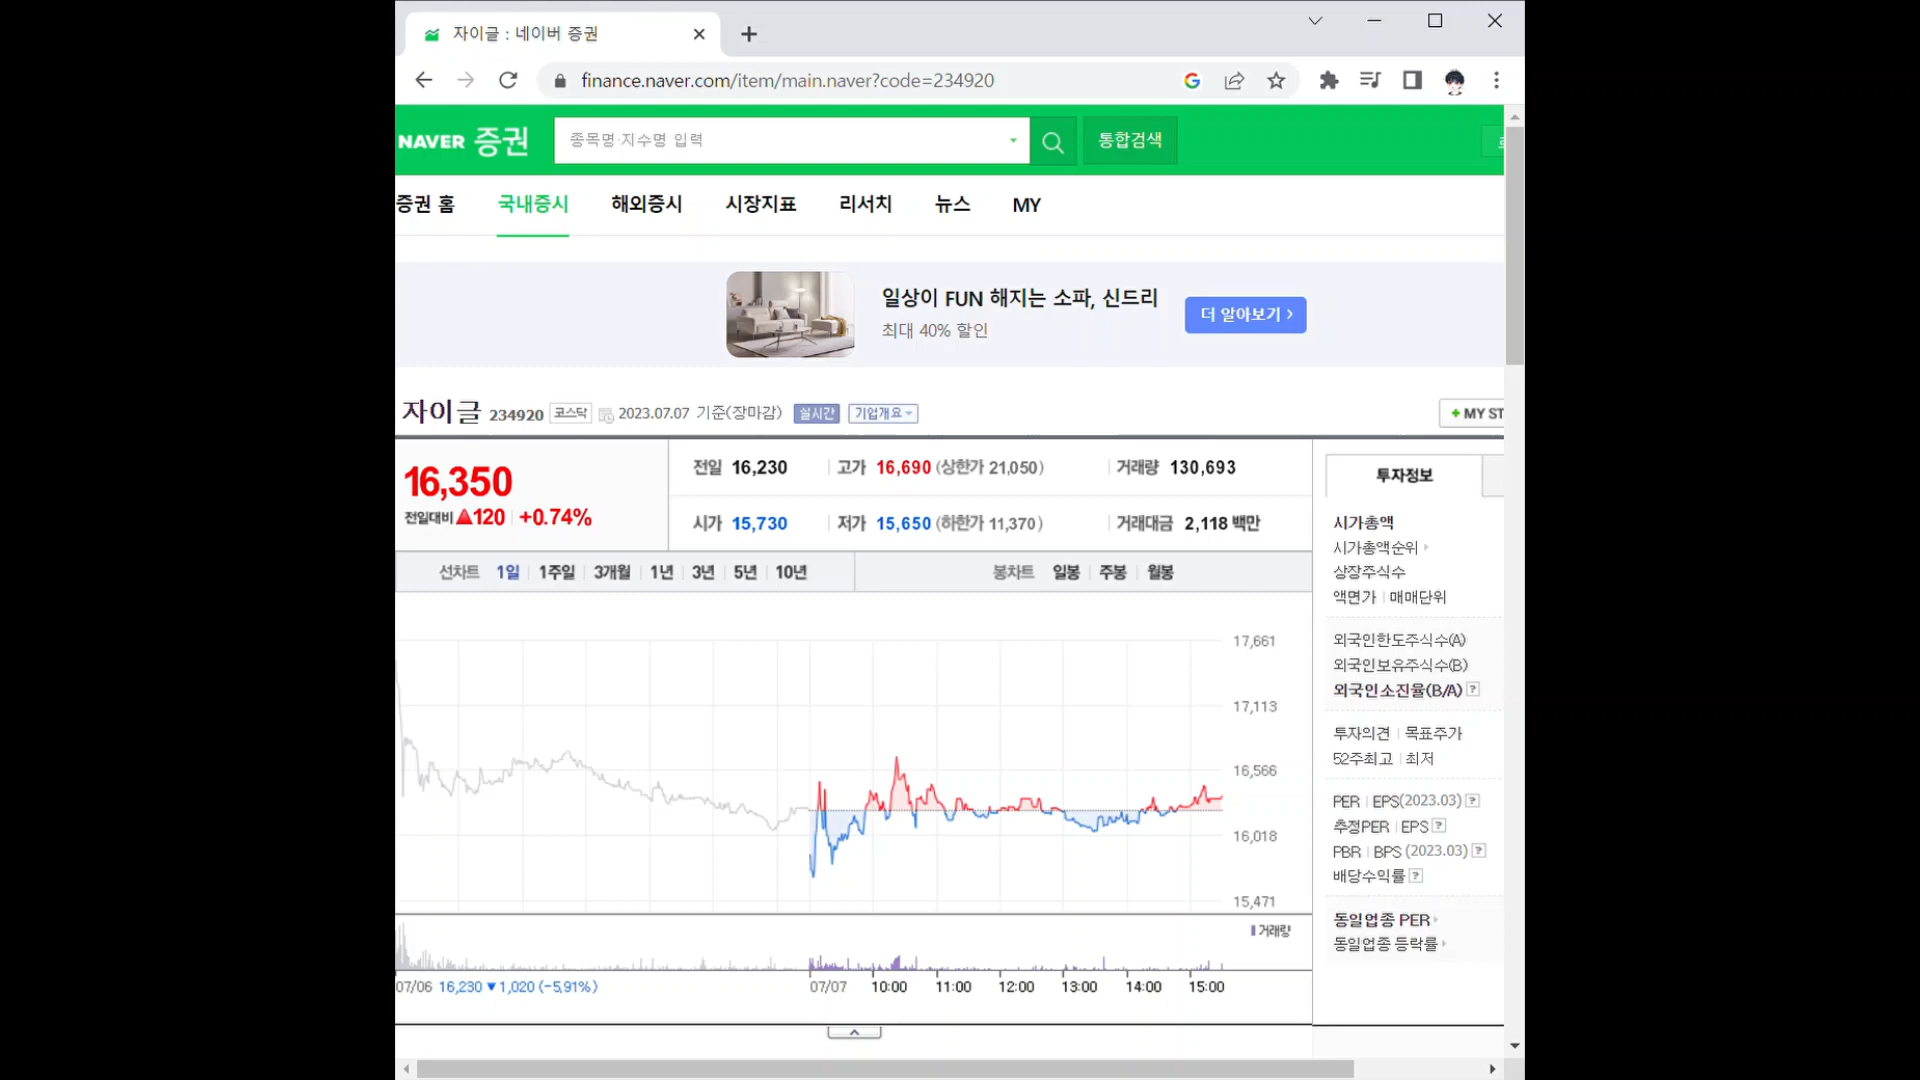 자이글 : 네이버 증권
finance.naver.com/item/main.naver?code=234920
NAVER 증권
종목명·지수명 입력
통합검색
증권 홈 국내증시 해외증시 시장지표 리서치 뉴스 MY
일상이 FUN 해지는 소파, 신드리
최대 40% 할인
더 알아보기 >
자이글 234920 코스닥 2023.07.07 기준(장마감) 실시간 기업개요
+ MY ST
16,350
전일대비 ▲120 +0.74%
전일 16,230 고가 16,690 (상한가 21,050) 거래량 130,693
시가 15,730 저가 15,650 (하한가 11,370) 거래대금 2,118 백만
선차트 1일 1주일 3개월 1년 3년 5년 10년 봉차트 일봉 주봉 월봉
17,661
17,113
16,566
16,018
15,471
거래량
07/06 16,230 ▼1,020 (-5,91%)
07/07 10:00 11:00 12:00 13:00 14:00 15:00
투자정보
시가총액
시가총액순위
상장주식수
액면가 매매단위
외국인한도주식수(A)
외국인보유주식수(B)
외국인소진율(B/A) ?
투자의견 목표주가
52주최고 최저
PER EPS(2023.03) ?
추정PER EPS ?
PBR BPS (2023.03) ?
배당수익률 ?
동일업종 PER
동일업종 등락률